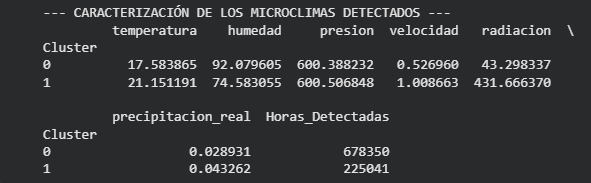 --- CARACTERIZACIÓN DE LOS MICROCLIMAS DETECTADOS ---
temperatura humedad presion velocidad radiacion \
Cluster
0 17.583865 92.079605 600.388232 0.526960 43.298337
1 21.151191 74.583055 600.506848 1.008663 431.666370
precipitacion_real Horas_Detectadas
Cluster
0 0.028931 678350
1 0.043262 225041